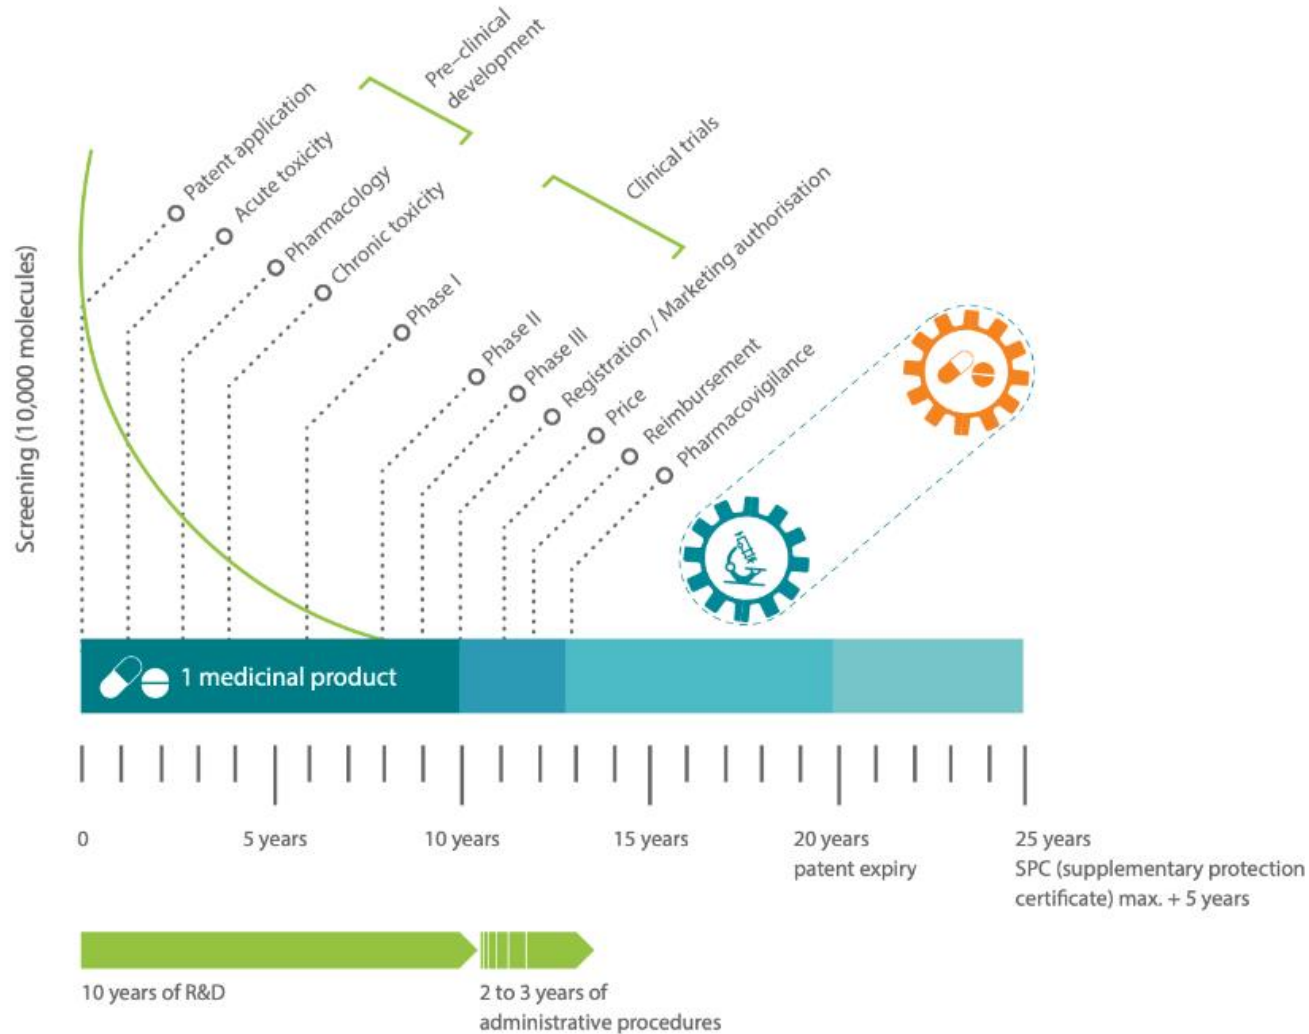 Pre–clinical
development
Patent application
Acute toxicity
Pharmacology
Chronic toxicity
Clinical trials
Phase I
Phase II
Phase III
Registration / Marketing authorisation
Price
Reimbursement
Pharmacovigilance
Screening (10,000 molecules)
1 medicinal product
0
5 years
10 years
15 years
20 years
patent expiry
25 years
SPC (supplementary protection
certificate) max. + 5 years
10 years of R&D
2 to 3 years of
administrative procedures